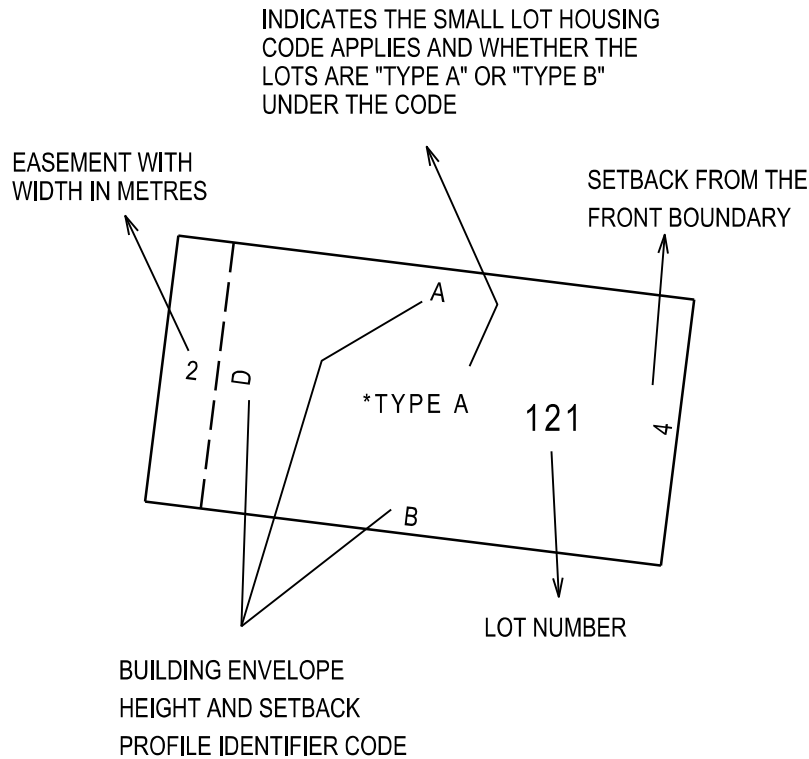 INDICATES THE SMALL LOT HOUSING
CODE APPLIES AND WHETHER THE
LOTS ARE "TYPE A" OR "TYPE B"
UNDER THE CODE
EASEMENT WITH
WIDTH IN METRES
SETBACK FROM THE
FRONT BOUNDARY
A
2
D
*TYPE A
121
4
B
LOT NUMBER
BUILDING ENVELOPE
HEIGHT AND SETBACK
PROFILE IDENTIFIER CODE